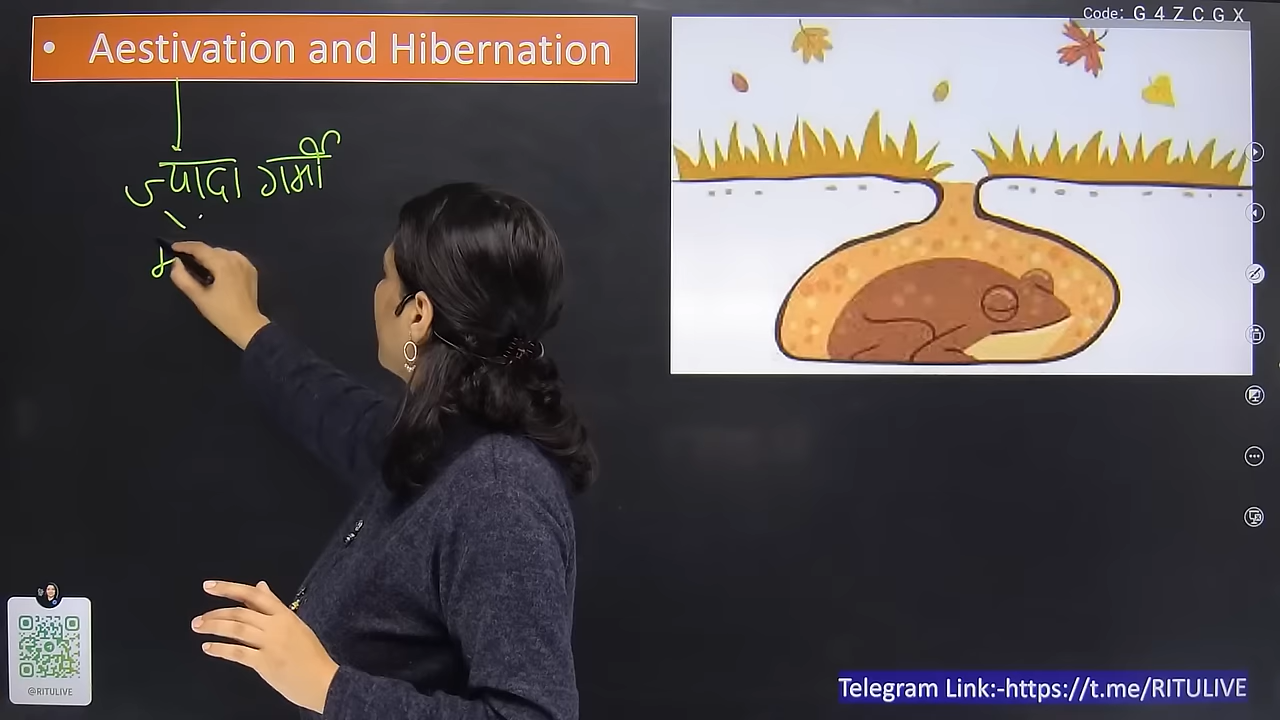 Code: G 4 Z C G X
• Aestivation and Hibernation
ज्यादा गर्मी
@RITULIVE
Telegram Link:-https://t.me/RITULIVE